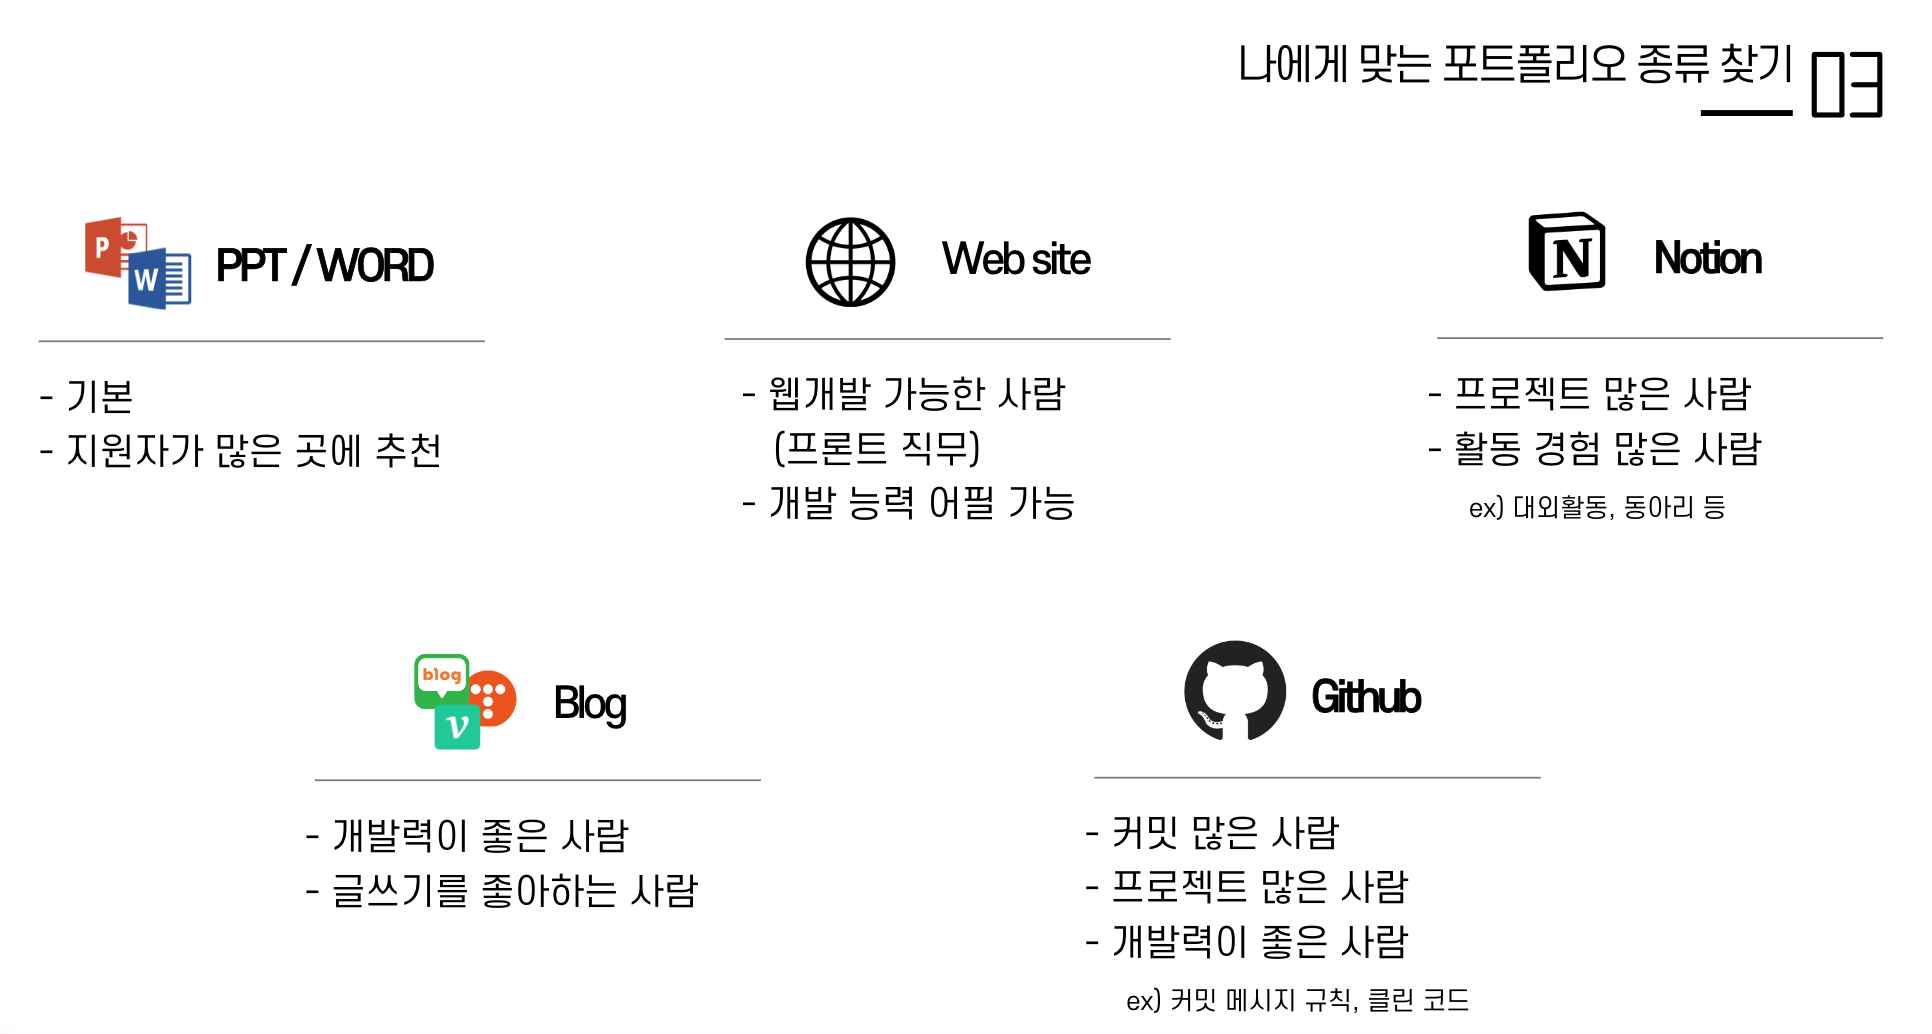 나에게 맞는 포트폴리오 종류 찾기
03
P
W
PPT / WORD
- 기본
- 지원자가 많은 곳에 추천
Web site
- 웹개발 가능한 사람
(프론트 직무)
- 개발 능력 어필 가능
N
Notion
- 프로젝트 많은 사람
- 활동 경험 많은 사람
ex) 대외활동, 동아리 등
blog
v
Blog
- 개발력이 좋은 사람
- 글쓰기를 좋아하는 사람
Github
- 커밋 많은 사람
- 프로젝트 많은 사람
- 개발력이 좋은 사람
ex) 커밋 메시지 규칙, 클린 코드